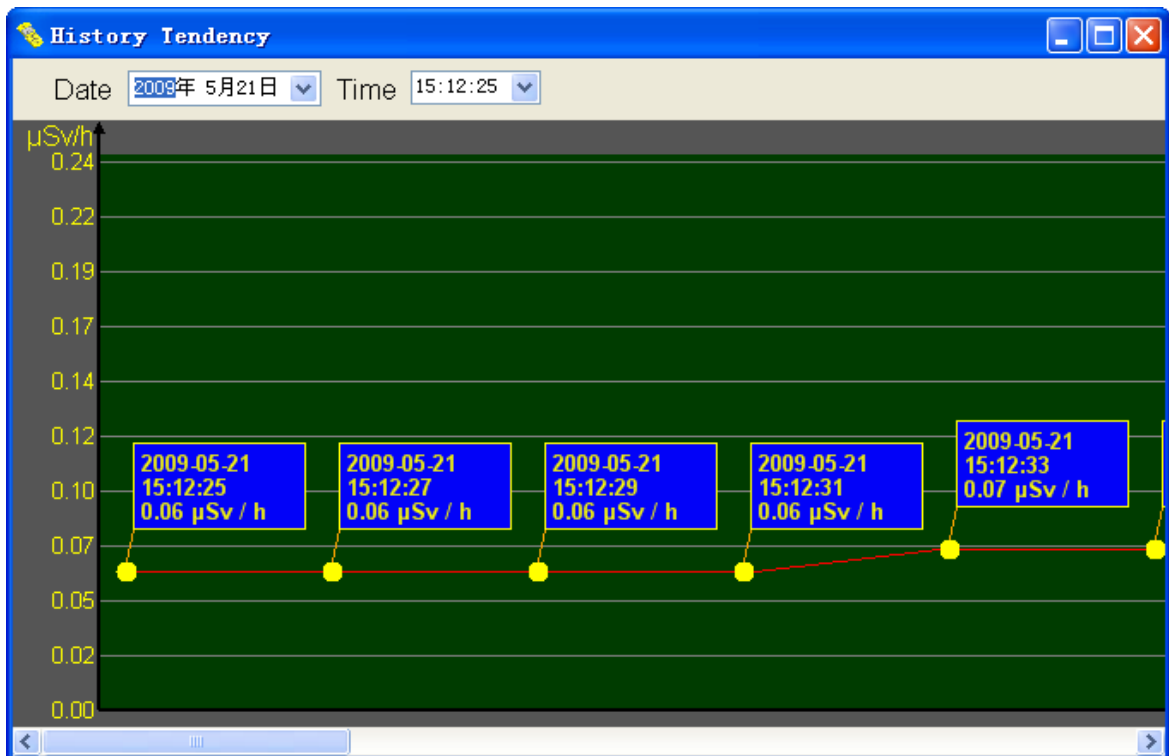 History Tendency
Date 2009年 5月21日 Time 15:12:25
μSv/h
0.24
0.22
0.19
0.17
0.14
0.12
0.10
0.07
0.05
0.02
0.00
2009-05-21
15:12:25
0.06 μSv / h
2009-05-21
15:12:27
0.06 μSv / h
2009-05-21
15:12:29
0.06 μSv / h
2009-05-21
15:12:31
0.06 μSv / h
2009-05-21
15:12:33
0.07 μSv / h